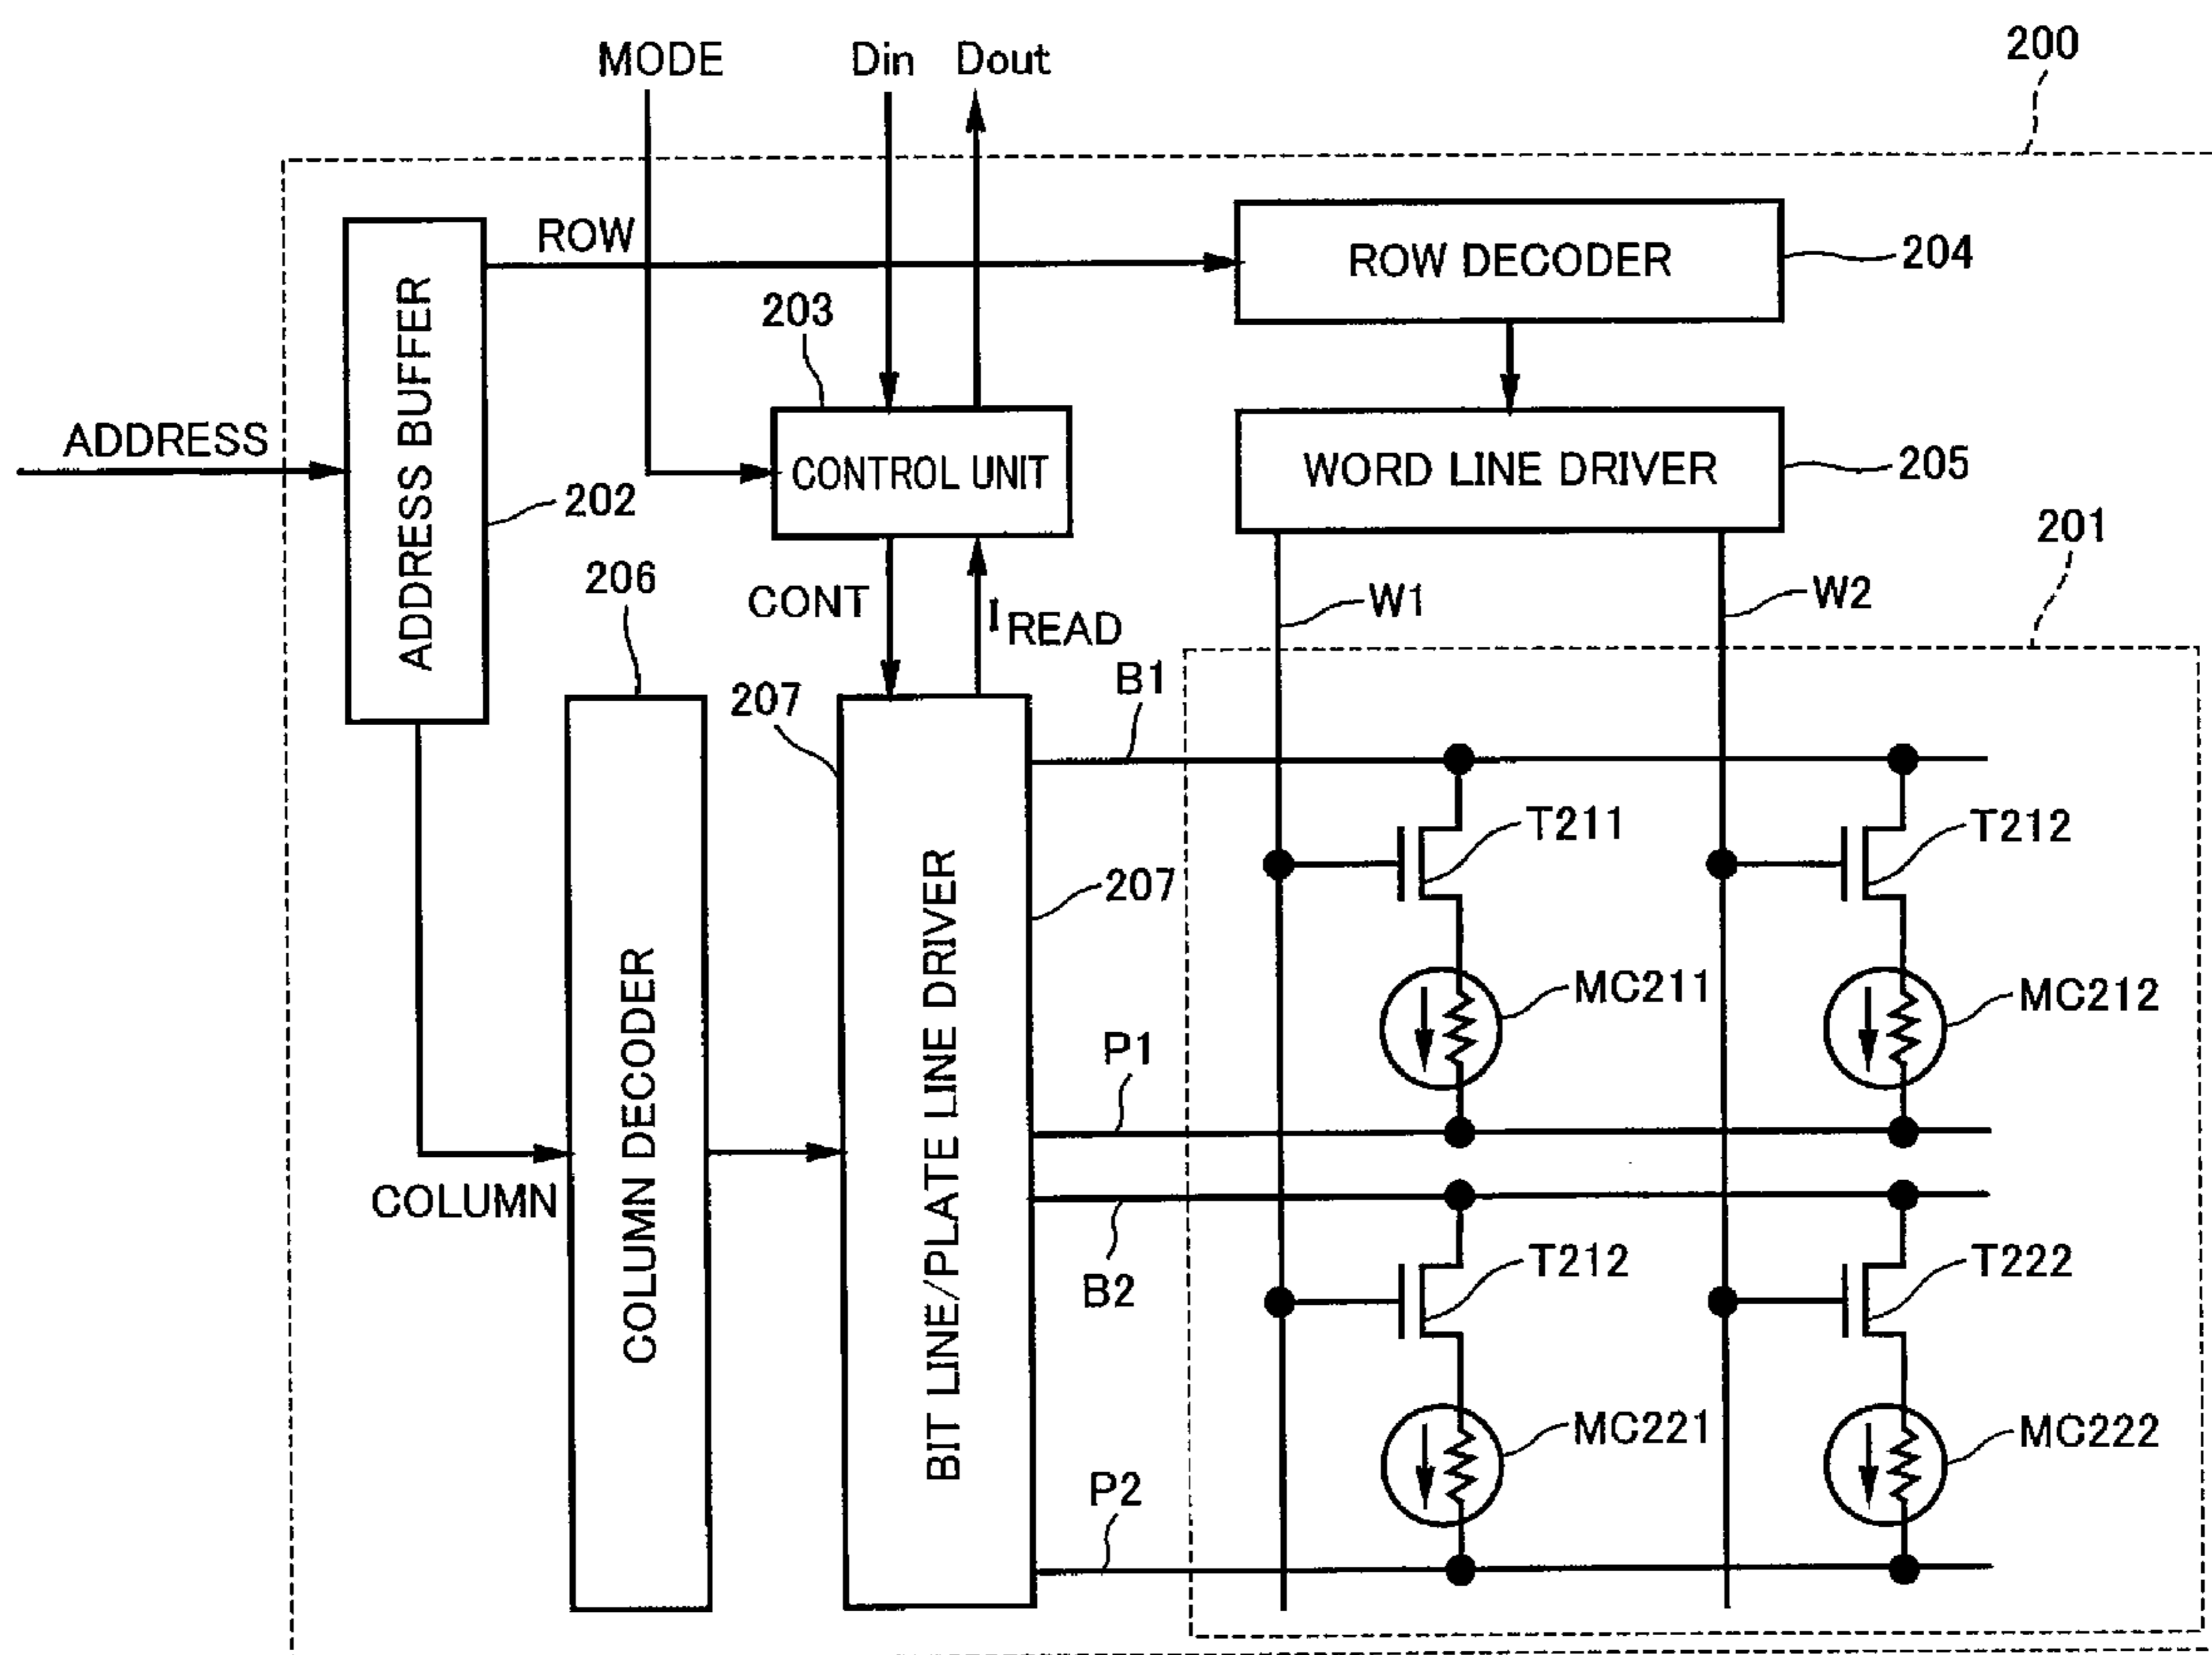 MODE
Din
Dout
200
ROW
ROW DECODER
204
203
ADDRESS
ADDRESS BUFFER
202
CONTROL UNIT
WORD LINE DRIVER
205
201
206
CONT
I READ
W1
W2
207
B1
T211
T212
207
BIT LINE/PLATE LINE DRIVER
COLUMN DECODER
MC211
MC212
P1
COLUMN
B2
T212
T222
MC221
MC222
P2